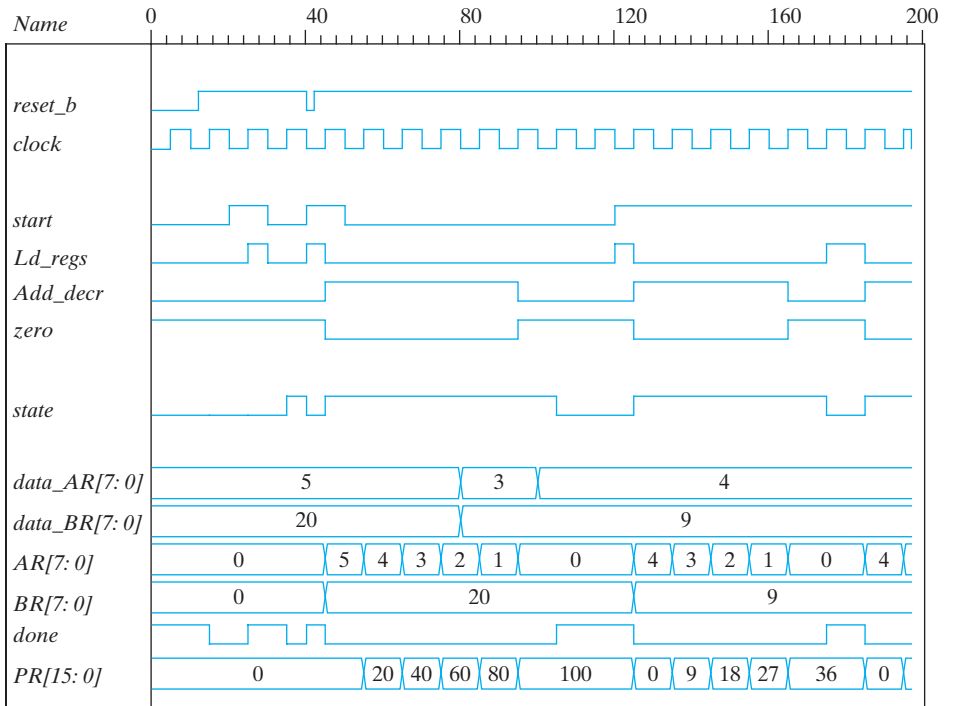 Name 0 40 80 120 160 200
reset_b
clock
start
Ld_regs
Add_decr
zero
state
data_AR[7: 0] 5 3 4
data_BR[7: 0] 20 9
AR[7: 0] 0 5 4 3 2 1 0 4 3 2 1 0 4
BR[7: 0] 0 20 9
done
PR[15: 0] 0 20 40 60 80 100 0 9 18 27 36 0